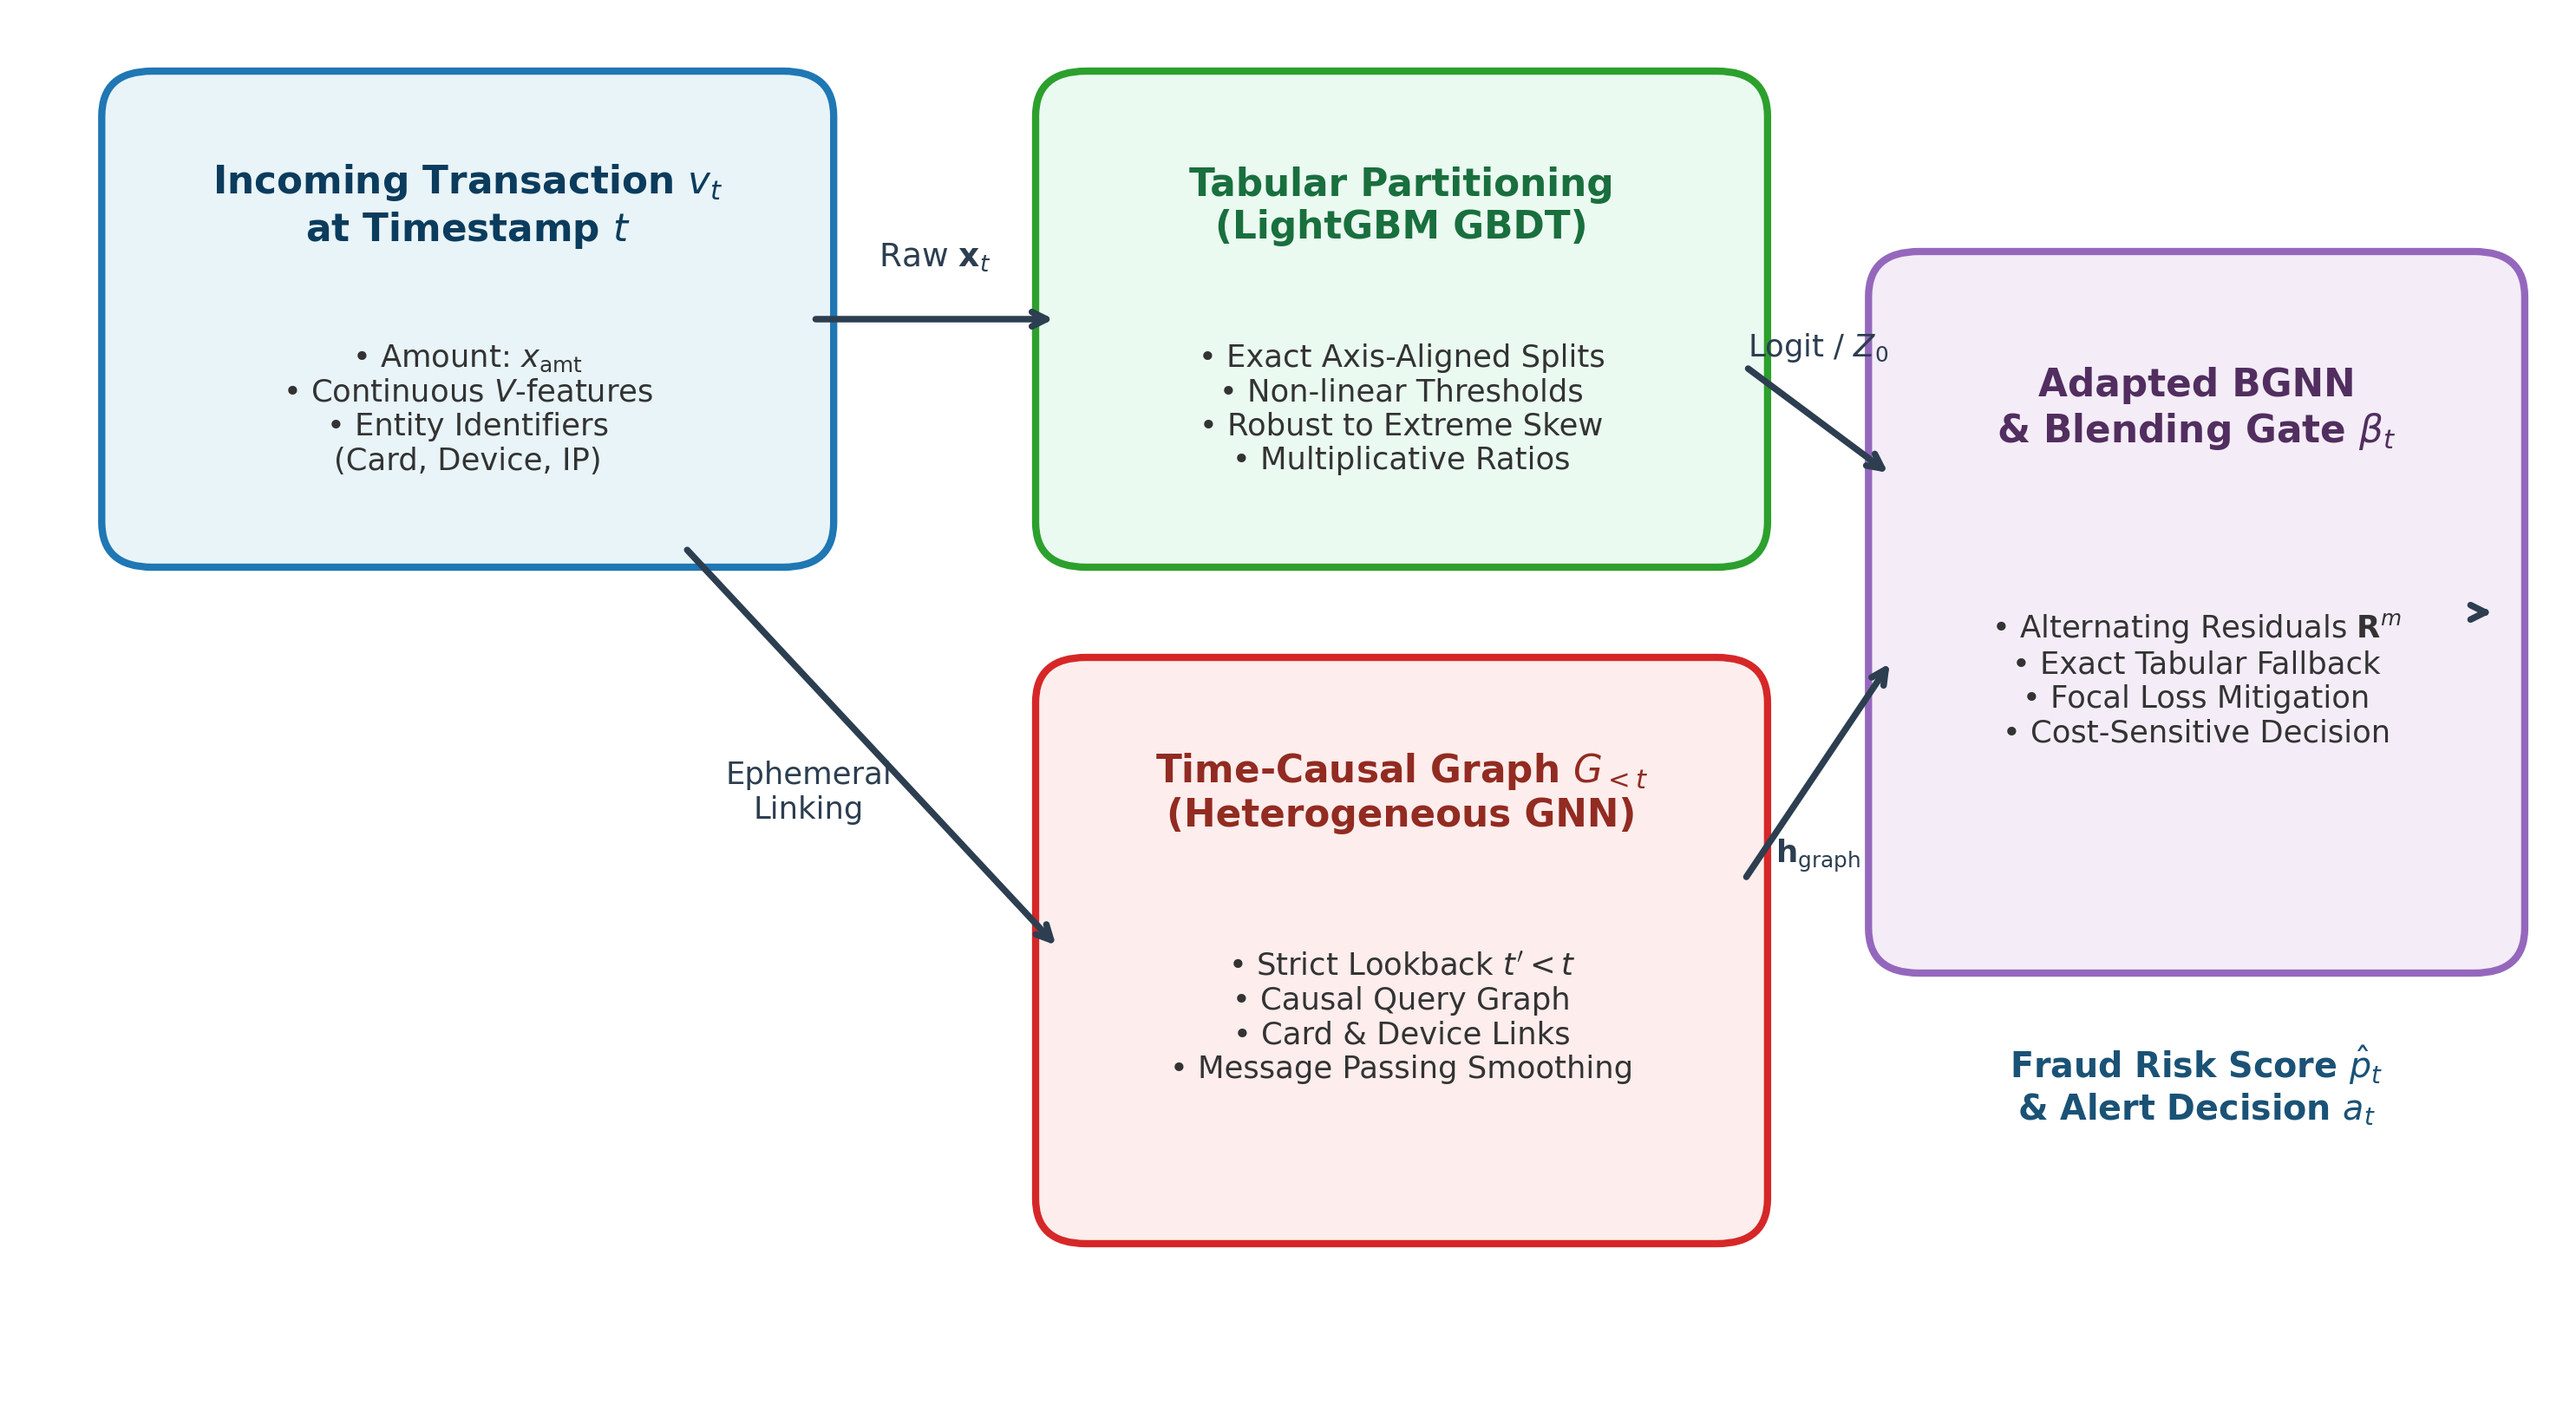 Incoming Transaction v_t
at Timestamp t
• Amount: x_amt
• Continuous V-features
• Entity Identifiers
(Card, Device, IP)
Raw x_t
Tabular Partitioning
(LightGBM GBDT)
• Exact Axis-Aligned Splits
• Non-linear Thresholds
• Robust to Extreme Skew
• Multiplicative Ratios
Logit / Z_0
Ephemeral
Linking
Time-Causal Graph G_{<t}
(Heterogeneous GNN)
• Strict Lookback t′ < t
• Causal Query Graph
• Card & Device Links
• Message Passing Smoothing
h_graph
Adapted BGNN
& Blending Gate β_t
• Alternating Residuals R^m
• Exact Tabular Fallback
• Focal Loss Mitigation
• Cost-Sensitive Decision
Fraud Risk Score p̂_t
& Alert Decision a_t